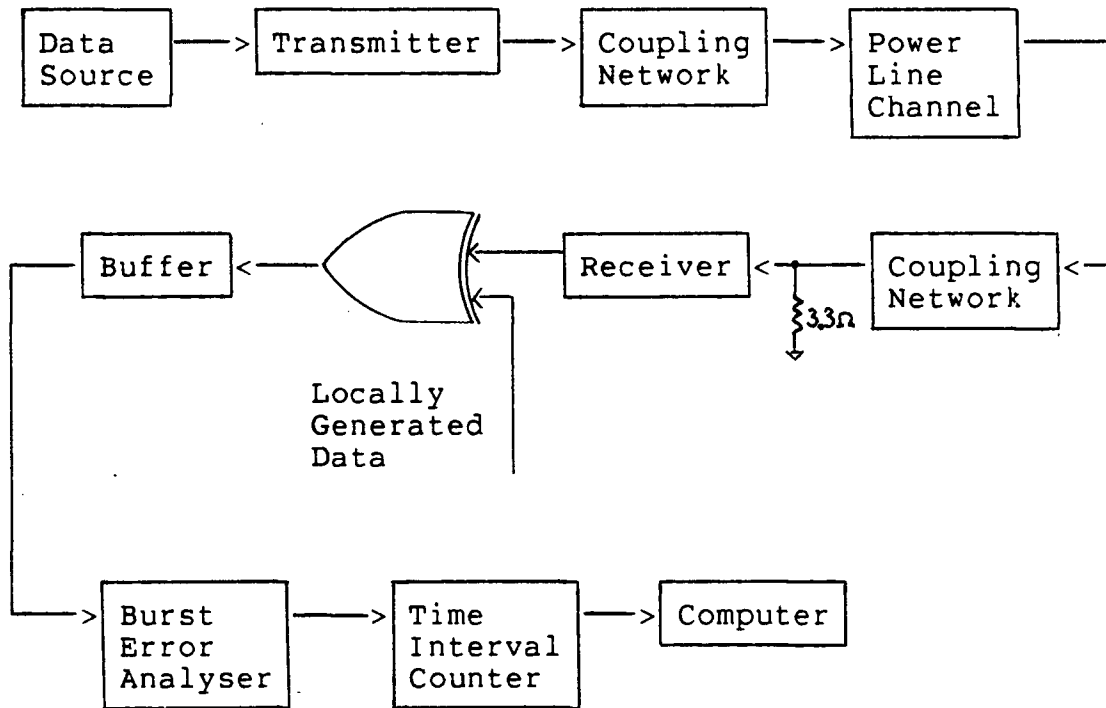 Data
Source
Transmitter
Coupling
Network
Power
Line
Channel
Buffer
Receiver
Coupling
Network
3.3Ω
Locally
Generated
Data
Burst
Error
Analyser
Time
Interval
Counter
Computer